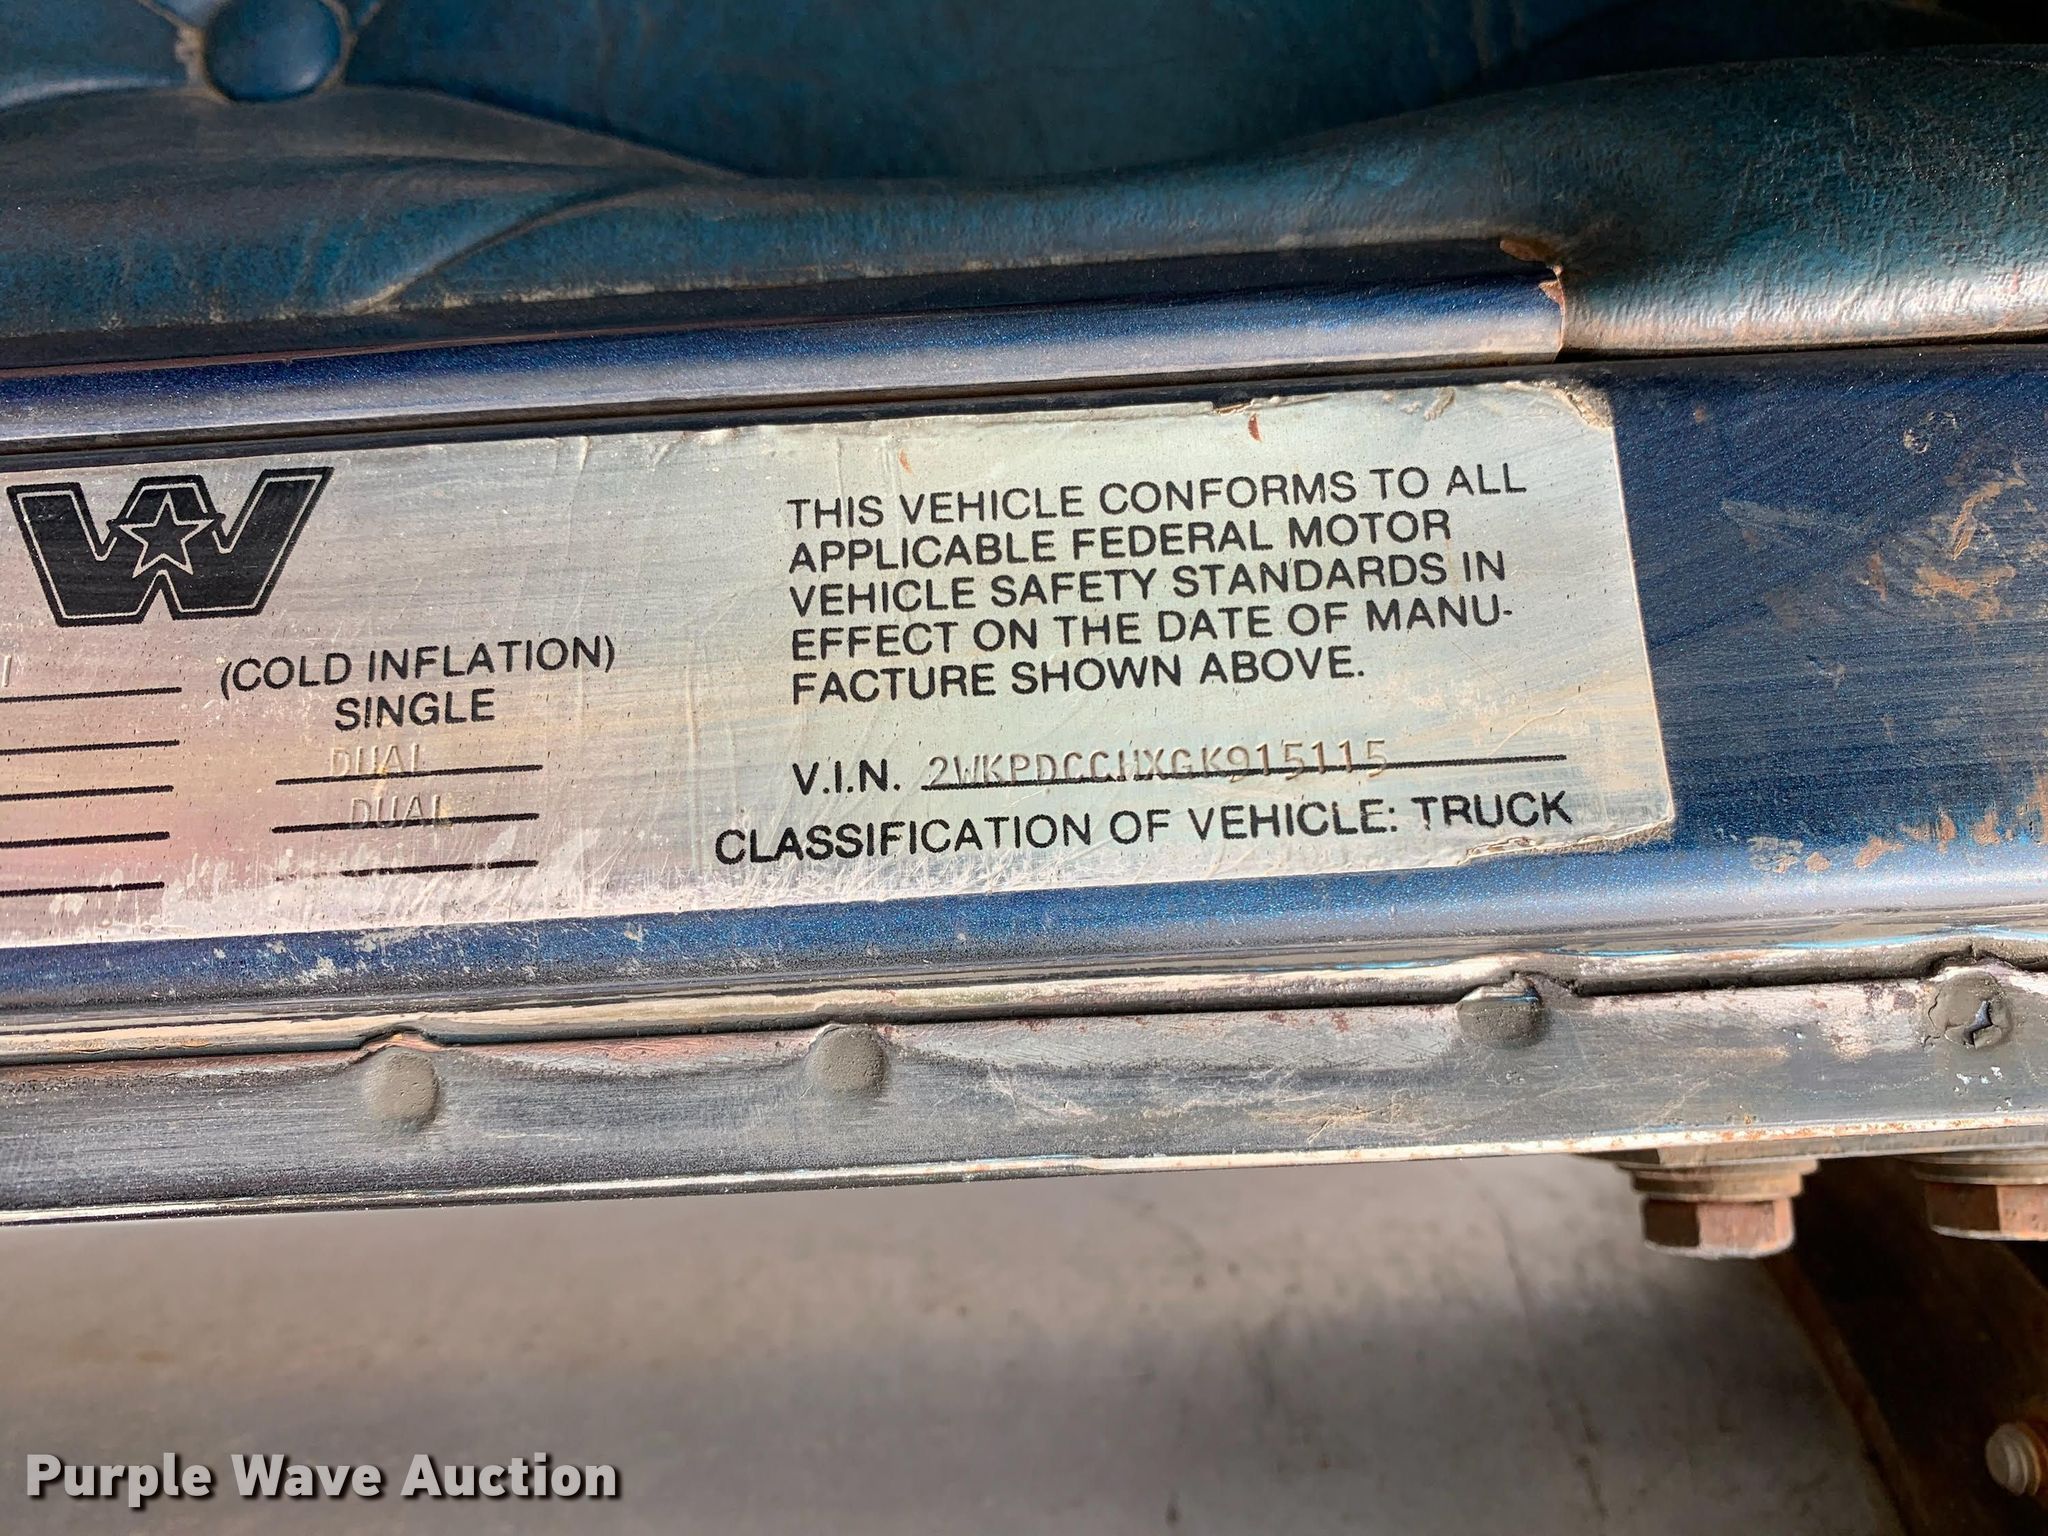 W
(COLD INFLATION)
SINGLE
DUAL
DUAL
THIS VEHICLE CONFORMS TO ALL
APPLICABLE FEDERAL MOTOR
VEHICLE SAFETY STANDARDS IN
EFFECT ON THE DATE OF MANU-
FACTURE SHOWN ABOVE.
V.I.N. 2WKPDCCHXGK915115
CLASSIFICATION OF VEHICLE: TRUCK
Purple Wave Auction